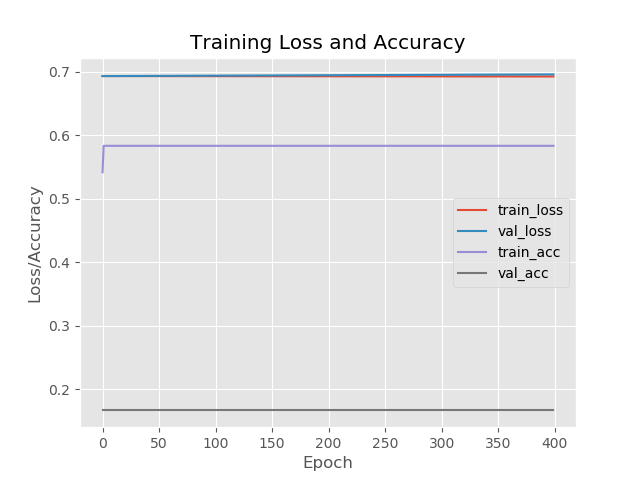 Training Loss and Accuracy
Loss/Accuracy
0.7
0.6
0.5
0.4
0.3
0.2
train_loss
val_loss
train_acc
val_acc
0 50 100 150 200 250 300 350 400
Epoch